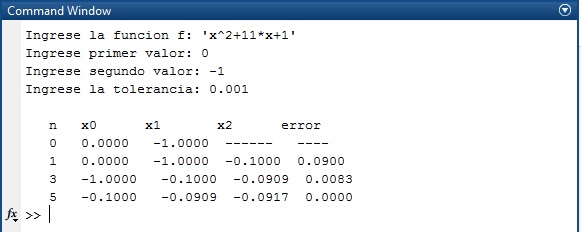 Command Window
Ingrese la funcion f: 'x^2+11*x+1'
Ingrese primer valor: 0
Ingrese segundo valor: -1
Ingrese la tolerancia: 0.001
n x0 x1 x2 error
0 0.0000 -1.0000 ------ ----
1 0.0000 -1.0000 -0.1000 0.0900
3 -1.0000 -0.1000 -0.0909 0.0083
5 -0.1000 -0.0909 -0.0917 0.0000
fx >>